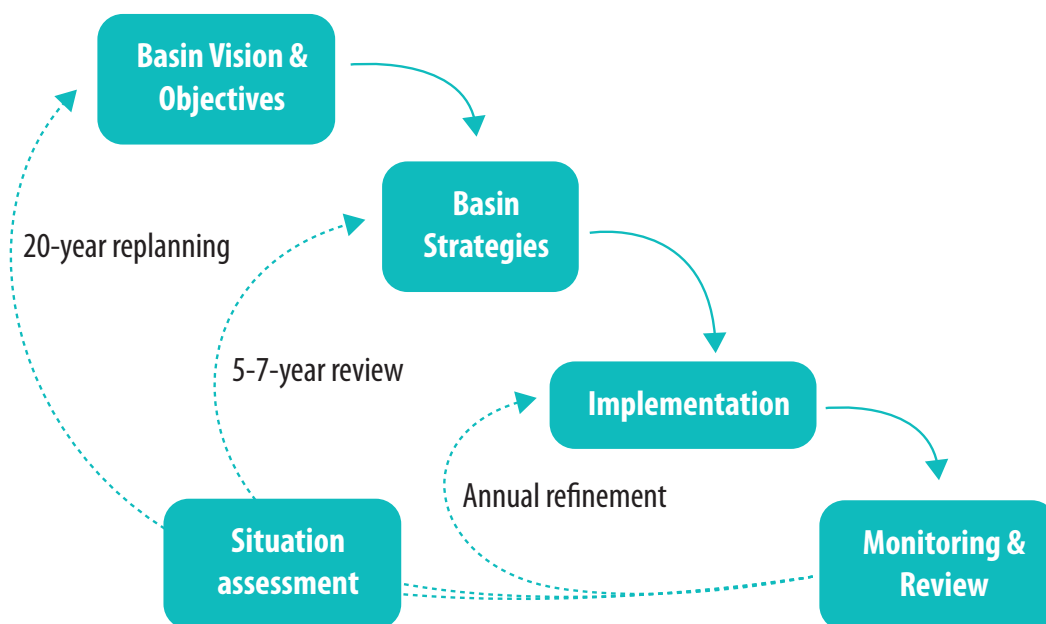 Basin Vision &
Objectives
Basin
Strategies
20-year replanning
5-7-year review
Implementation
Annual refinement
Situation
assessment
Monitoring &
Review